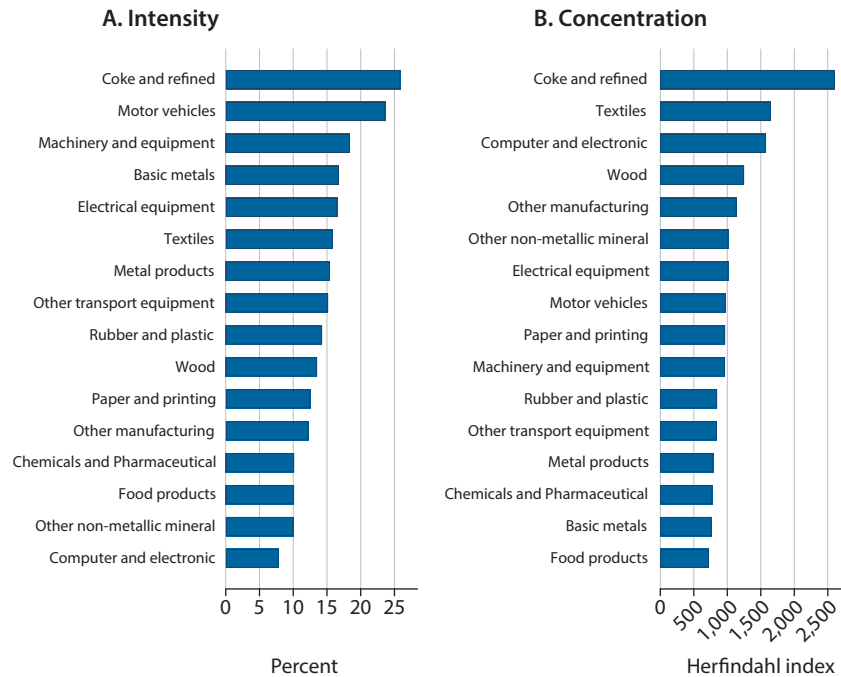 A. Intensity
Coke and refined
Motor vehicles
Machinery and equipment
Basic metals
Electrical equipment
Textiles
Metal products
Other transport equipment
Rubber and plastic
Wood
Paper and printing
Other manufacturing
Chemicals and Pharmaceutical
Food products
Other non-metallic mineral
Computer and electronic
0 5 10 15 20 25
Percent
B. Concentration
Coke and refined
Textiles
Computer and electronic
Wood
Other manufacturing
Other non-metallic mineral
Electrical equipment
Motor vehicles
Paper and printing
Machinery and equipment
Rubber and plastic
Other transport equipment
Metal products
Chemicals and Pharmaceutical
Basic metals
Food products
0 500 1,000 1,500 2,000 2,500
Herfindahl index